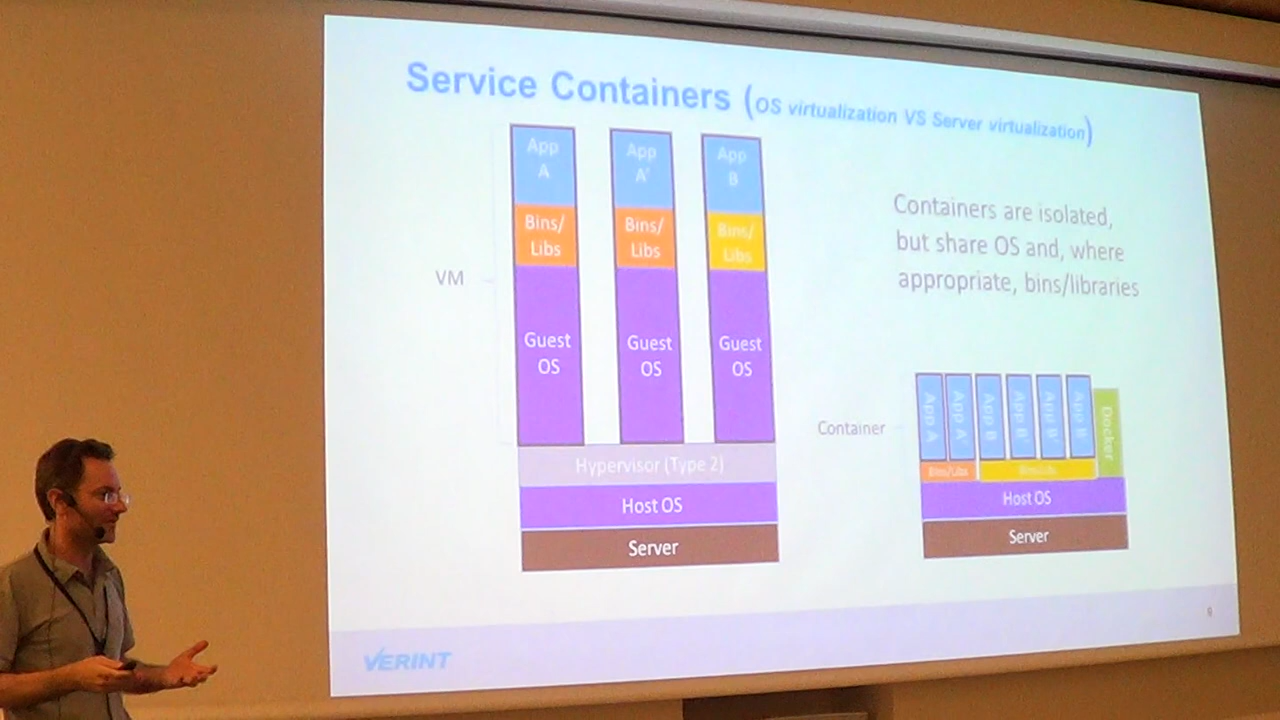 Service Containers (OS virtualization VS Server virtualization)
App
A
App
A'
App
B
Bins/
Libs
Bins/
Libs
Bins/
Libs
VM
Guest
OS
Guest
OS
Guest
OS
Hypervisor (Type 2)
Host OS
Server
Containers are isolated,
but share OS and, where
appropriate, bins/libraries
Container
App A
App A'
App B
App B'
App B'
App B'
Docker
Bins/Libs
Bins/Libs
Host OS
Server
VERINT